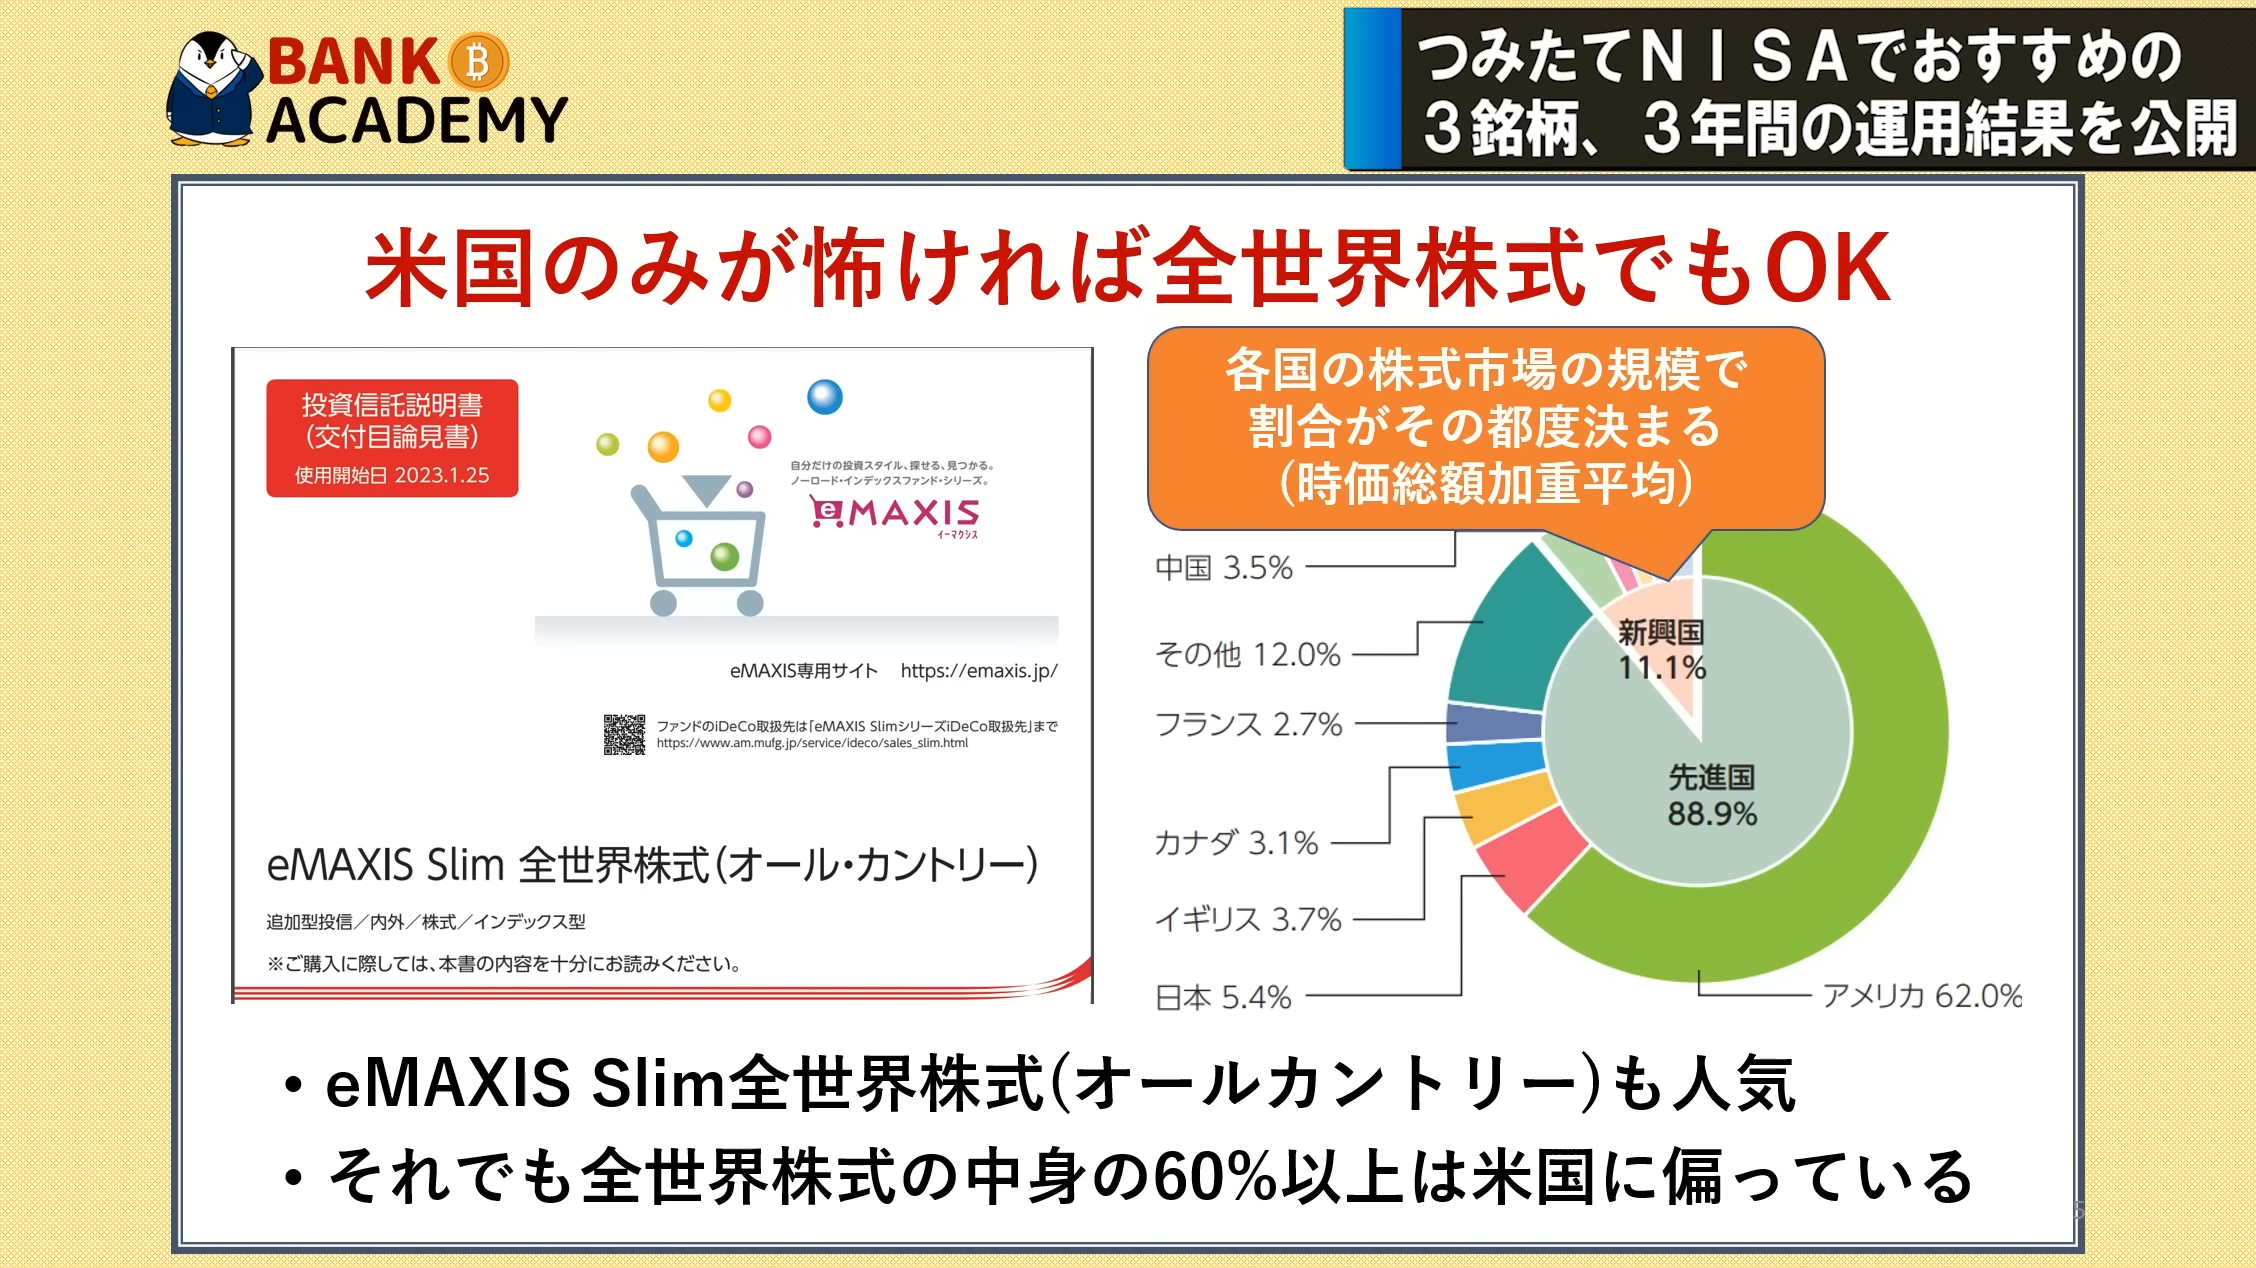 BANK
ACADEMY
つみたてNISAでおすすめの
3銘柄、3年間の運用結果を公開
米国のみが怖ければ全世界株式でもOK
投資信託説明書
(交付目論見書)
使用開始日 2023.1.25
自分だけの投資スタイル、探せる、見つかる。
ノーロード・インデックスファンド・シリーズ。
eMAXIS
イーマクシス
eMAXIS専用サイト https://emaxis.jp/
ファンドのiDeCo取扱先は「eMAXIS SlimシリーズiDeCo取扱先」まで
https://www.am.mufg.jp/service/ideco/sales_slim.html
eMAXIS Slim 全世界株式(オール・カントリー)
追加型投信/内外/株式/インデックス型
※ご購入に際しては、本書の内容を十分にお読みください。
各国の株式市場の規模で
割合がその都度決まる
(時価総額加重平均)
中国 3.5%
その他 12.0%
フランス 2.7%
カナダ 3.1%
イギリス 3.7%
日本 5.4%
新興国
11.1%
先進国
88.9%
アメリカ 62.0%
・eMAXIS Slim全世界株式(オールカントリー)も人気
・それでも全世界株式の中身の60%以上は米国に偏っている
5